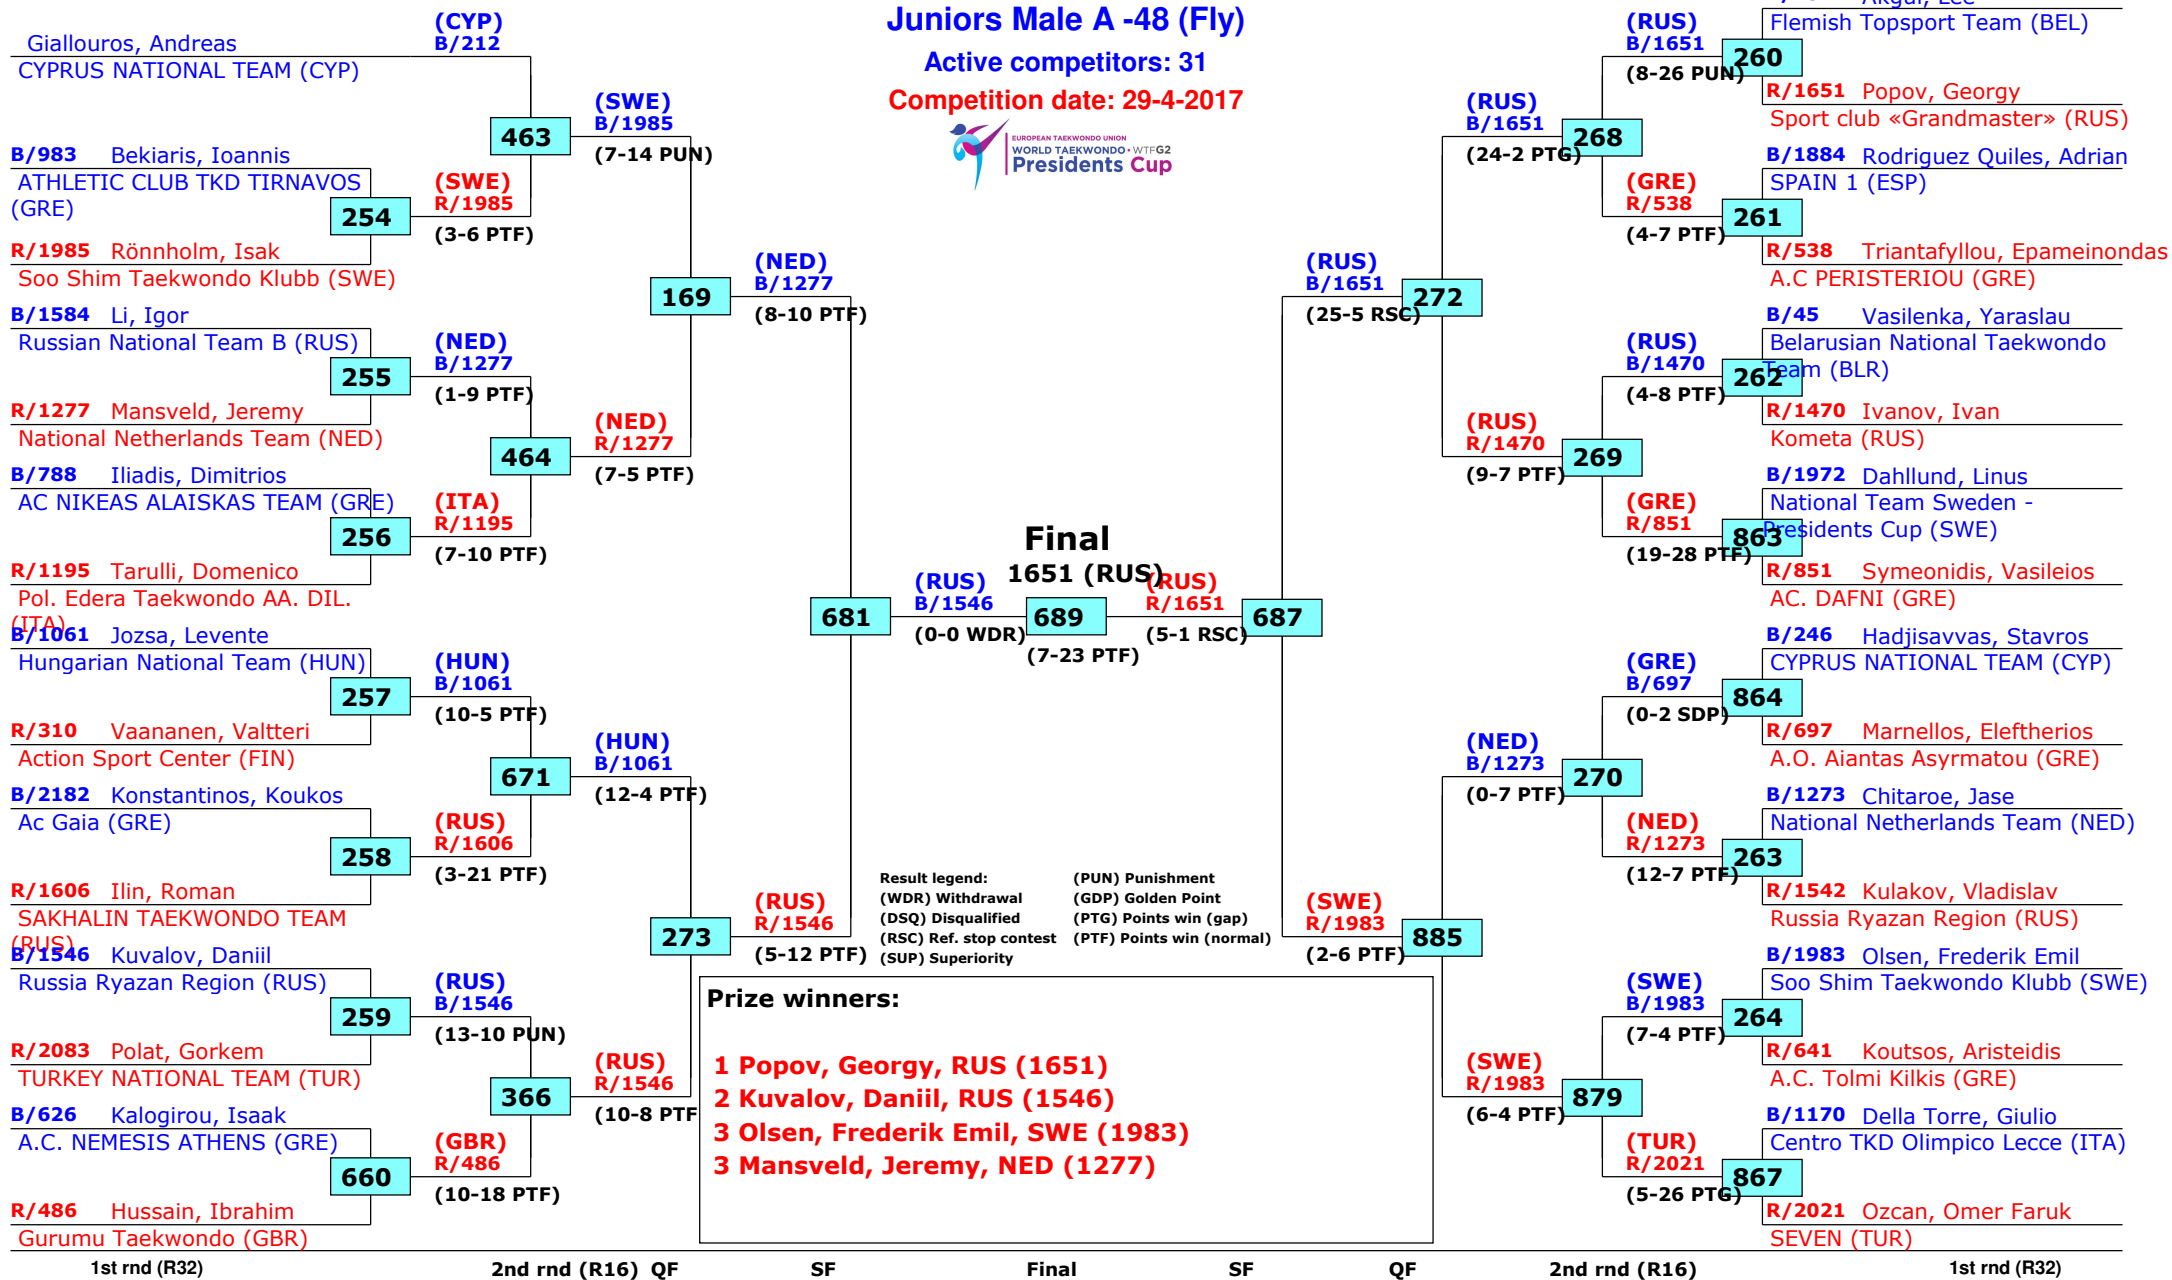 Juniors Male A -48 (Fly)
Active competitors: 31
Competition date: 29-4-2017
EUROPEAN TAEKWONDO UNION
WORLD TAEKWONDO • WTFG2
Presidents Cup
Giallouros, Andreas
CYPRUS NATIONAL TEAM (CYP)
B/983 Bekiaris, Ioannis
ATHLETIC CLUB TKD TIRNAVOS
(GRE)
254
R/1985 Rönnholm, Isak
Soo Shim Taekwondo Klubb (SWE)
B/1584 Li, Igor
Russian National Team B (RUS)
255
R/1277 Mansveld, Jeremy
National Netherlands Team (NED)
B/788 Iliadis, Dimitrios
AC NIKEAS ALAISKAS TEAM (GRE)
256
R/1195 Tarulli, Domenico
Pol. Edera Taekwondo AA. DIL.
(ITA)
B/1061 Jozsa, Levente
Hungarian National Team (HUN)
257
R/310 Vaananen, Valtteri
Action Sport Center (FIN)
B/2182 Konstantinos, Koukos
Ac Gaia (GRE)
258
R/1606 Ilin, Roman
SAKHALIN TAEKWONDO TEAM
(RUS)
B/1546 Kuvalov, Daniil
Russia Ryazan Region (RUS)
259
R/2083 Polat, Gorkem
TURKEY NATIONAL TEAM (TUR)
B/626 Kalogirou, Isaak
A.C. NEMESIS ATHENS (GRE)
660
R/486 Hussain, Ibrahim
Gurumu Taekwondo (GBR)
(CYP)
B/212
463
(SWE)
R/1985
(3-6 PTF)
(NED)
B/1277
(1-9 PTF)
464
(ITA)
R/1195
(7-10 PTF)
(HUN)
B/1061
(10-5 PTF)
671
(RUS)
R/1606
(3-21 PTF)
(RUS)
B/1546
(13-10 PUN)
366
(GBR)
R/486
(10-18 PTF)
(SWE)
B/1985
(7-14 PUN)
169
(NED)
R/1277
(7-5 PTF)
(HUN)
B/1061
(12-4 PTF)
273
(RUS)
R/1546
(10-8 PTF
(NED)
B/1277
(8-10 PTF)
681
(RUS)
R/1546
(5-12 PTF)
(RUS)
B/1546
(0-0 WDR)
Final
1651 (RUS)
689
(7-23 PTF)
(RUS)
R/1651
(5-1 RSC)
687
(RUS)
B/1651
(25-5 RSC)
272
(SWE)
R/1983
(2-6 PTF)
885
(RUS)
B/1651
(24-2 PTG)
268
(RUS)
R/1470
(9-7 PTF)
269
(NED)
B/1273
(0-7 PTF)
270
(SWE)
R/1983
(6-4 PTF)
879
(RUS)
B/1651
(8-26 PUN)
260
(GRE)
R/538
(4-7 PTF)
261
(RUS)
B/1470
(4-8 PTF)
262
(GRE)
R/851
(19-28 PTF)
863
(GRE)
B/697
(0-2 SDP)
864
(NED)
R/1273
(12-7 PTF)
263
(SWE)
B/1983
(7-4 PTF)
264
(TUR)
R/2021
(5-26 PTG)
867
Flemish Topsport Team (BEL)
R/1651 Popov, Georgy
Sport club «Grandmaster» (RUS)
B/1884 Rodriguez Quiles, Adrian
SPAIN 1 (ESP)
R/538 Triantafyllou, Epameinondas
A.C PERISTERIOU (GRE)
B/45 Vasilenka, Yaraslau
Belarusian National Taekwondo
Team (BLR)
R/1470 Ivanov, Ivan
Kometa (RUS)
B/1972 Dahllund, Linus
National Team Sweden -
Presidents Cup (SWE)
R/851 Symeonidis, Vasileios
AC. DAFNI (GRE)
B/246 Hadjisavvas, Stavros
CYPRUS NATIONAL TEAM (CYP)
R/697 Marnellos, Eleftherios
A.O. Aiantas Asyrmatou (GRE)
B/1273 Chitaroe, Jase
National Netherlands Team (NED)
R/1542 Kulakov, Vladislav
Russia Ryazan Region (RUS)
B/1983 Olsen, Frederik Emil
Soo Shim Taekwondo Klubb (SWE)
R/641 Koutsos, Aristeidis
A.C. Tolmi Kilkis (GRE)
B/1170 Della Torre, Giulio
Centro TKD Olimpico Lecce (ITA)
R/2021 Ozcan, Omer Faruk
SEVEN (TUR)
Result legend: (PUN) Punishment
(WDR) Withdrawal (GDP) Golden Point
(DSQ) Disqualified (PTG) Points win (gap)
(RSC) Ref. stop contest (PTF) Points win (normal)
(SUP) Superiority
Prize winners:
1 Popov, Georgy, RUS (1651)
2 Kuvalov, Daniil, RUS (1546)
3 Olsen, Frederik Emil, SWE (1983)
3 Mansveld, Jeremy, NED (1277)
1st rnd (R32) 2nd rnd (R16) QF SF Final SF QF 2nd rnd (R16) 1st rnd (R32)